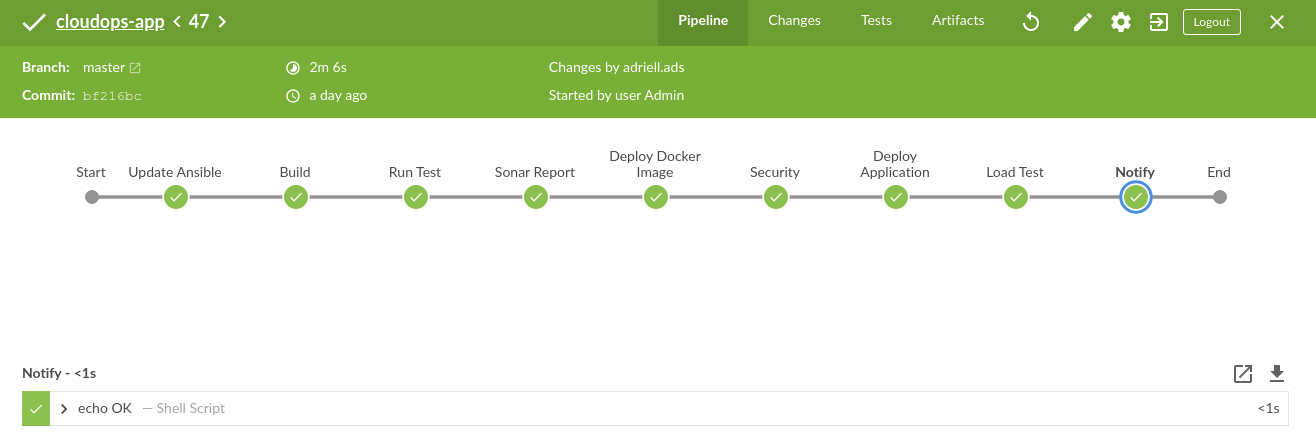 cloudops-app < 47 > Pipeline Changes Tests Artifacts Logout
Branch: master 2m 6s Changes by adriell.ads
Commit: bf216bc a day ago Started by user Admin
Start Update Ansible Build Run Test Sonar Report Deploy Docker Image Security Deploy Application Load Test Notify End
Notify - <1s
echo OK — Shell Script <1s